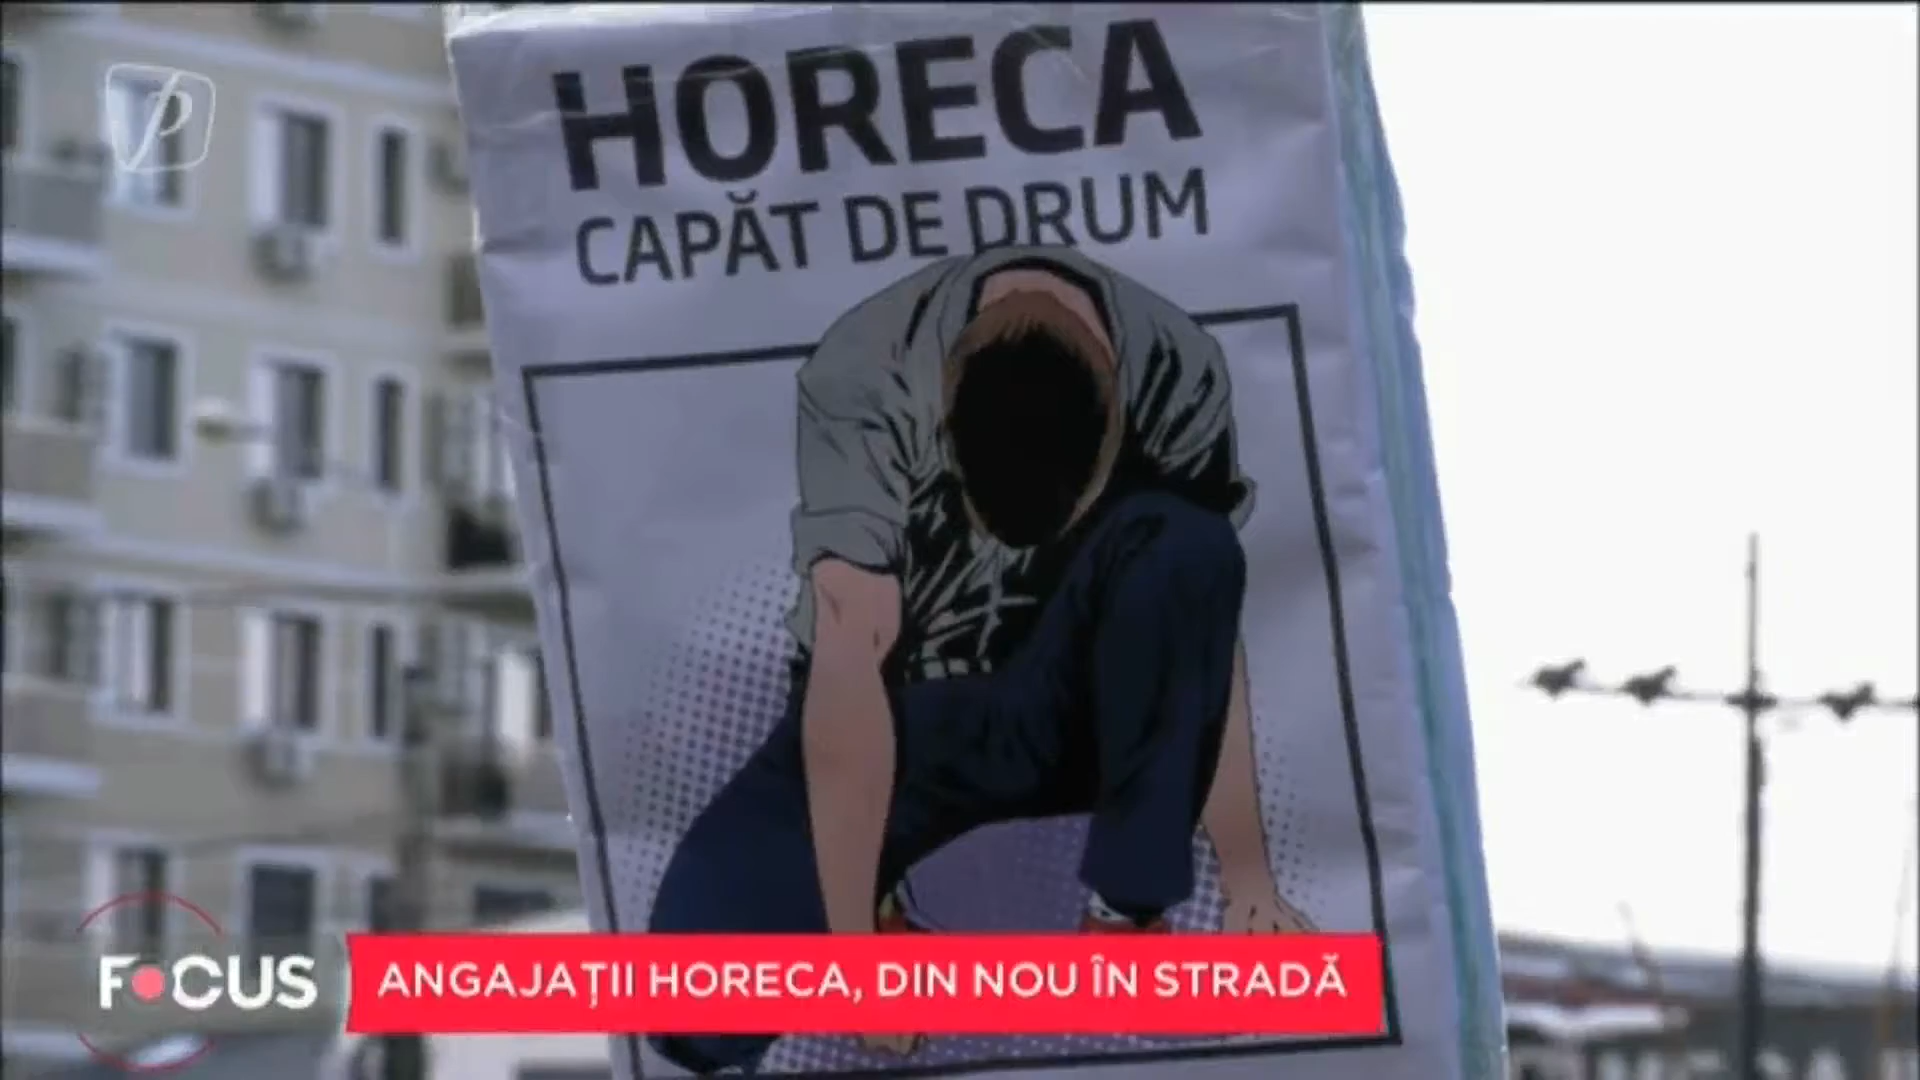 HORECA
CAPĂT DE DRUM
FOCUS
ANGAJAȚII HORECA, DIN NOU ÎN STRADĂ